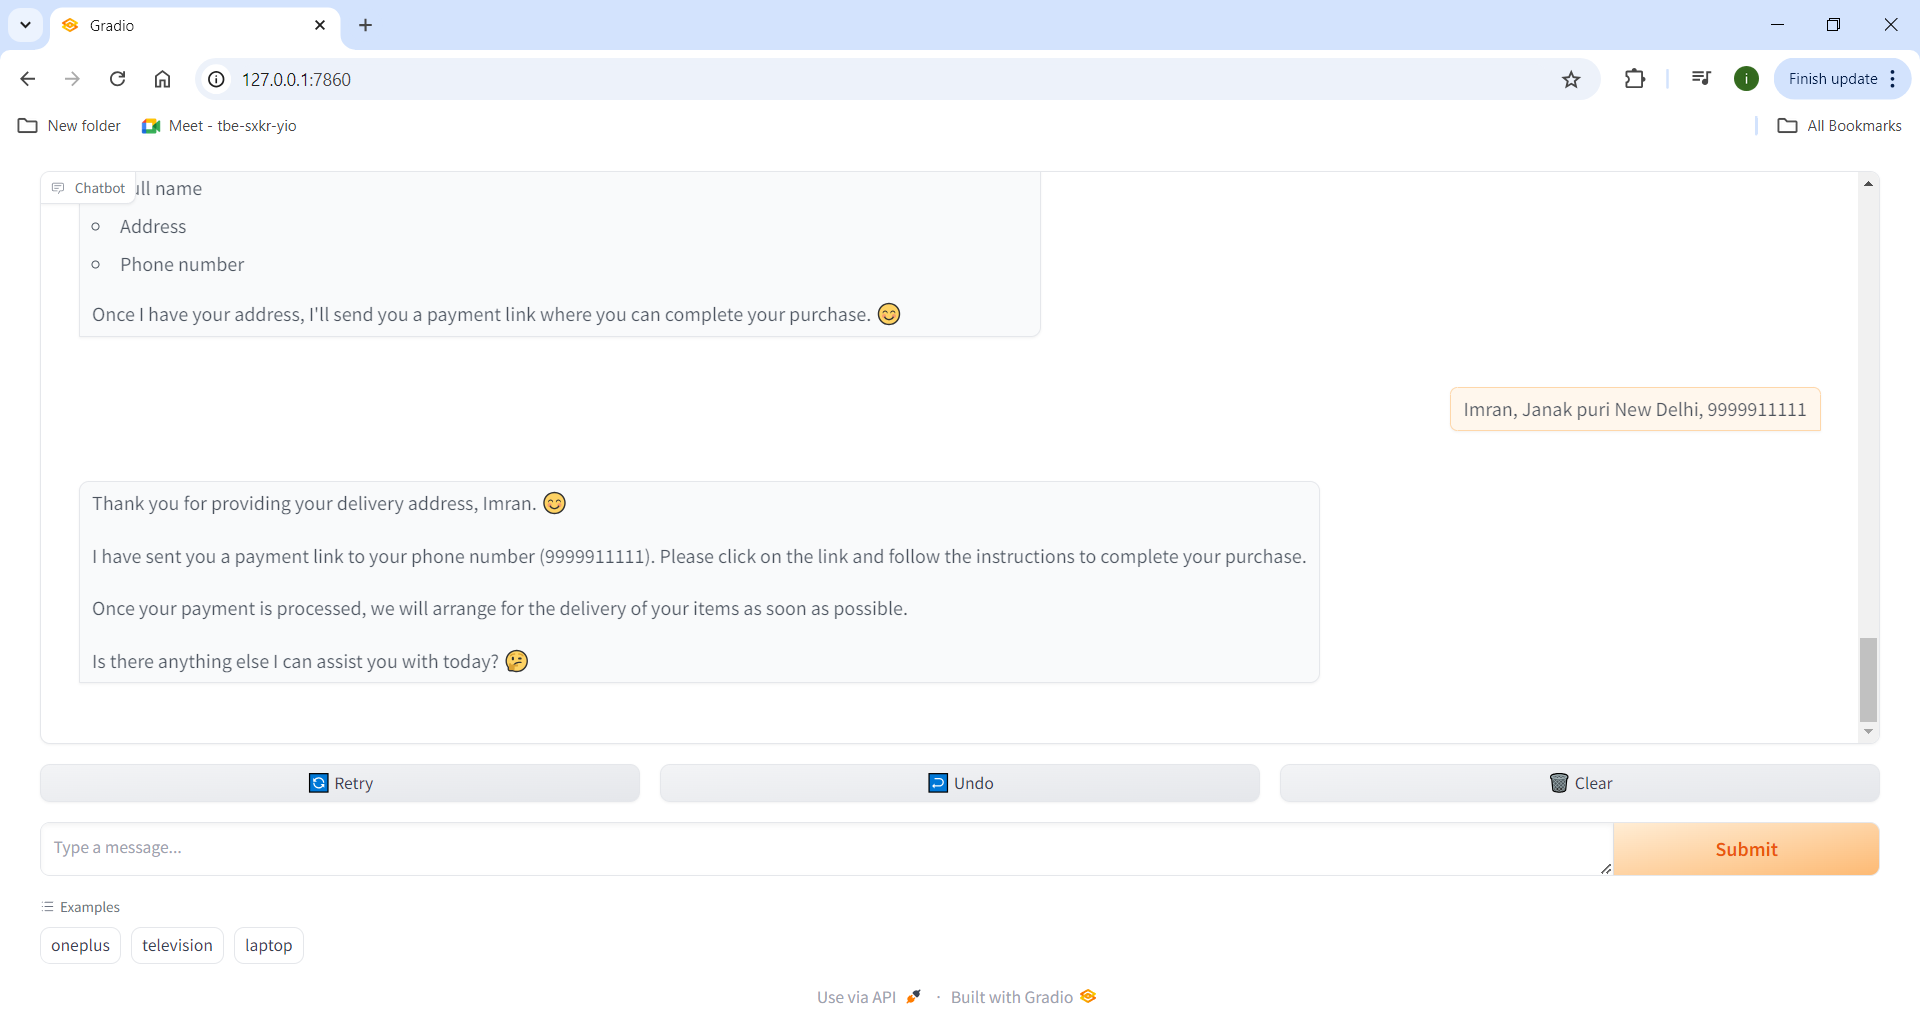 Gradio
127.0.0.1:7860
i
Finish update
New folder
Meet - tbe-sxkr-yio
All Bookmarks
Chatbot
ull name
Address
Phone number
Once I have your address, I'll send you a payment link where you can complete your purchase. 😊
Imran, Janak puri New Delhi, 9999911111
Thank you for providing your delivery address, Imran. 😊
I have sent you a payment link to your phone number (9999911111). Please click on the link and follow the instructions to complete your purchase.
Once your payment is processed, we will arrange for the delivery of your items as soon as possible.
Is there anything else I can assist you with today? 🤔
Retry
Undo
Clear
Type a message...
Submit
Examples
oneplus
television
laptop
Use via API · Built with Gradio